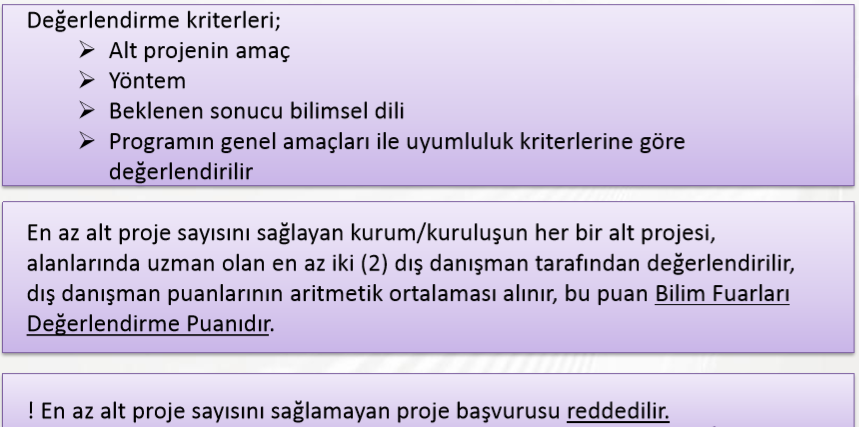 Değerlendirme kriterleri;
➢ Alt projenin amaç
➢ Yöntem
➢ Beklenen sonucu bilimsel dili
➢ Programın genel amaçları ile uyumluluk kriterlerine göre
değerlendirilir
En az alt proje sayısını sağlayan kurum/kuruluşun her bir alt projesi,
alanlarında uzman olan en az iki (2) dış danışman tarafından değerlendirilir,
dış danışman puanlarının aritmetik ortalaması alınır, bu puan Bilim Fuarları
Değerlendirme Puanıdır.
! En az alt proje sayısını sağlamayan proje başvurusu reddedilir.